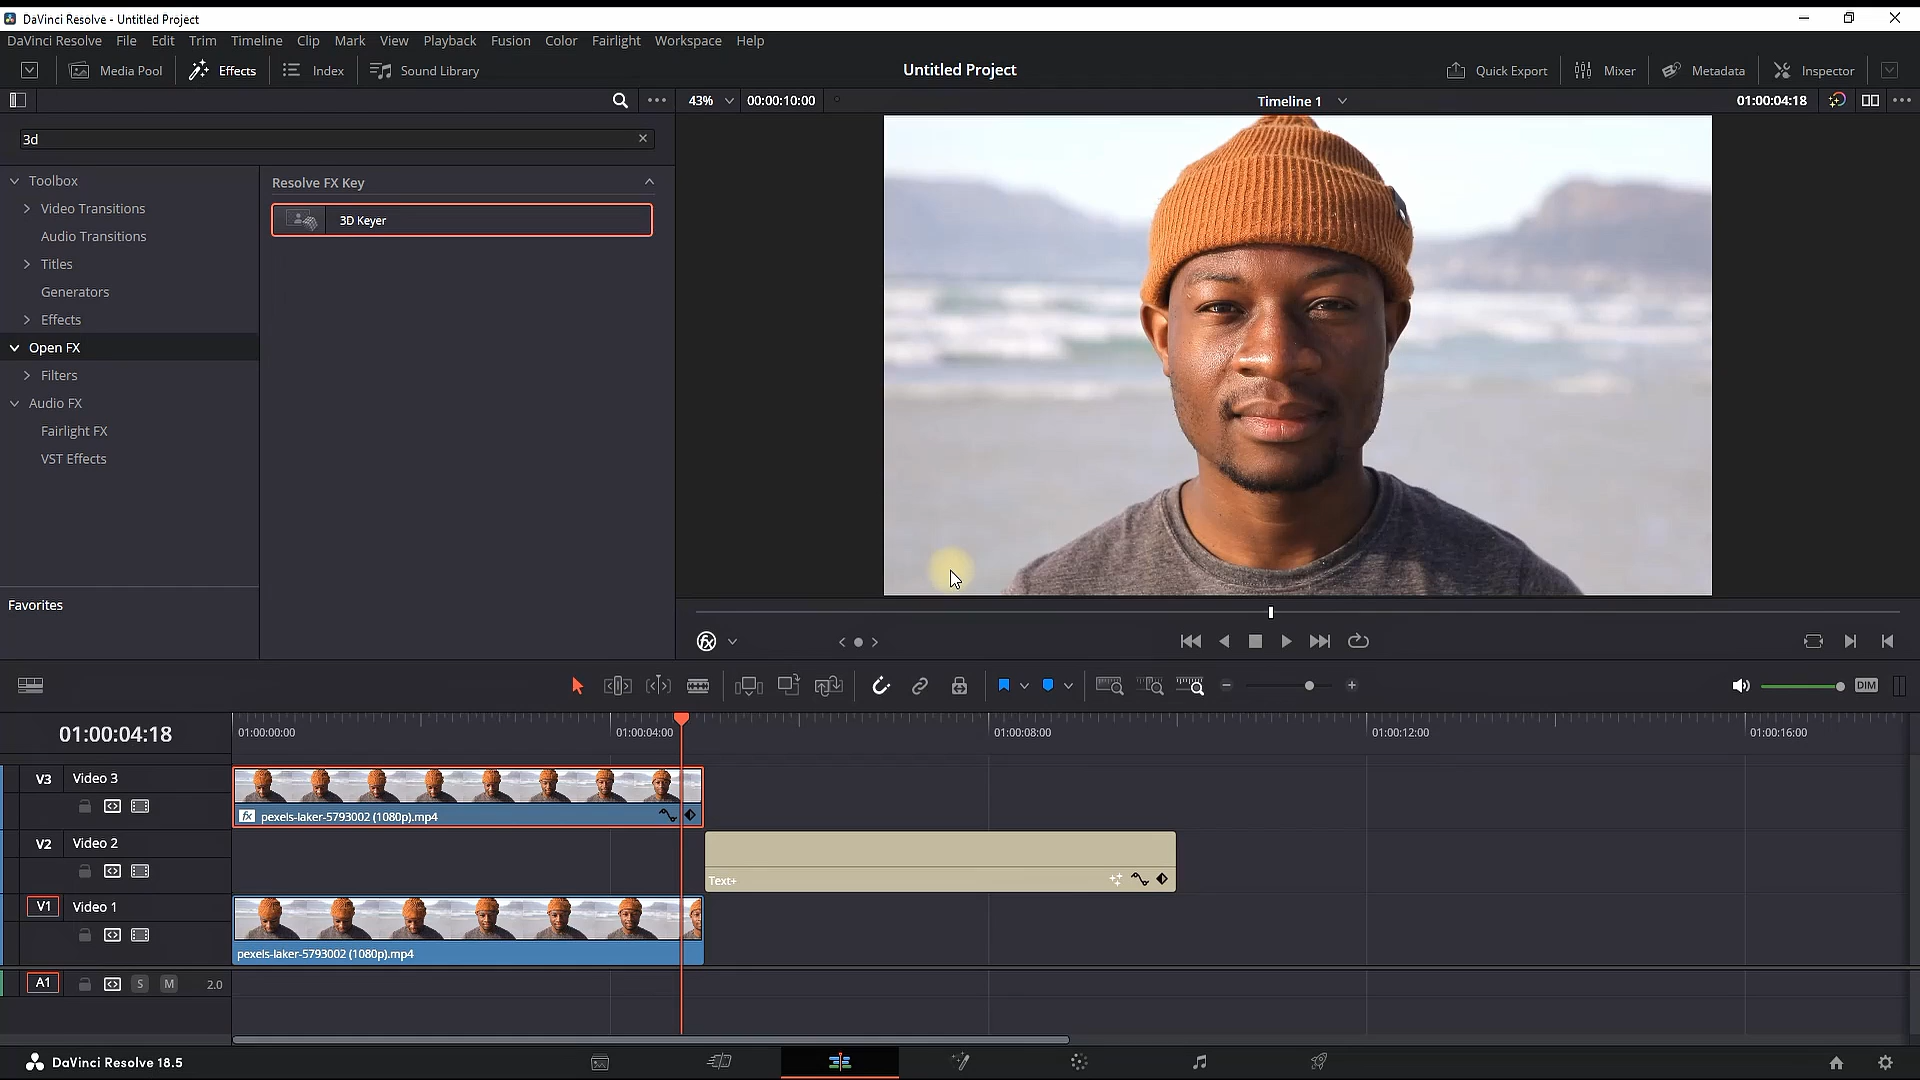 DaVinci Resolve - Untitled Project
DaVinci Resolve File Edit Trim Timeline Clip Mark View Playback Fusion Color Fairlight Workspace Help
Media Pool Effects Index Sound Library Untitled Project Quick Export Mixer Metadata Inspector
43% 00:00:10:00 Timeline 1 01:00:04:18
3d
Toolbox
Video Transitions
Audio Transitions
Titles
Generators
Effects
Open FX
Filters
Audio FX
Fairlight FX
VST Effects
Favorites
Resolve FX Key
3D Keyer
fx
DIM
01:00:04:18 01:00:00:00 01:00:04:00 01:00:08:00 01:00:12:00 01:00:16:00
V3 Video 3
fx pexels-laker-5793002 (1080p).mp4
V2 Video 2
Text+
V1 Video 1
pexels-laker-5793002 (1080p).mp4
A1 S M 2.0
DaVinci Resolve 18.5